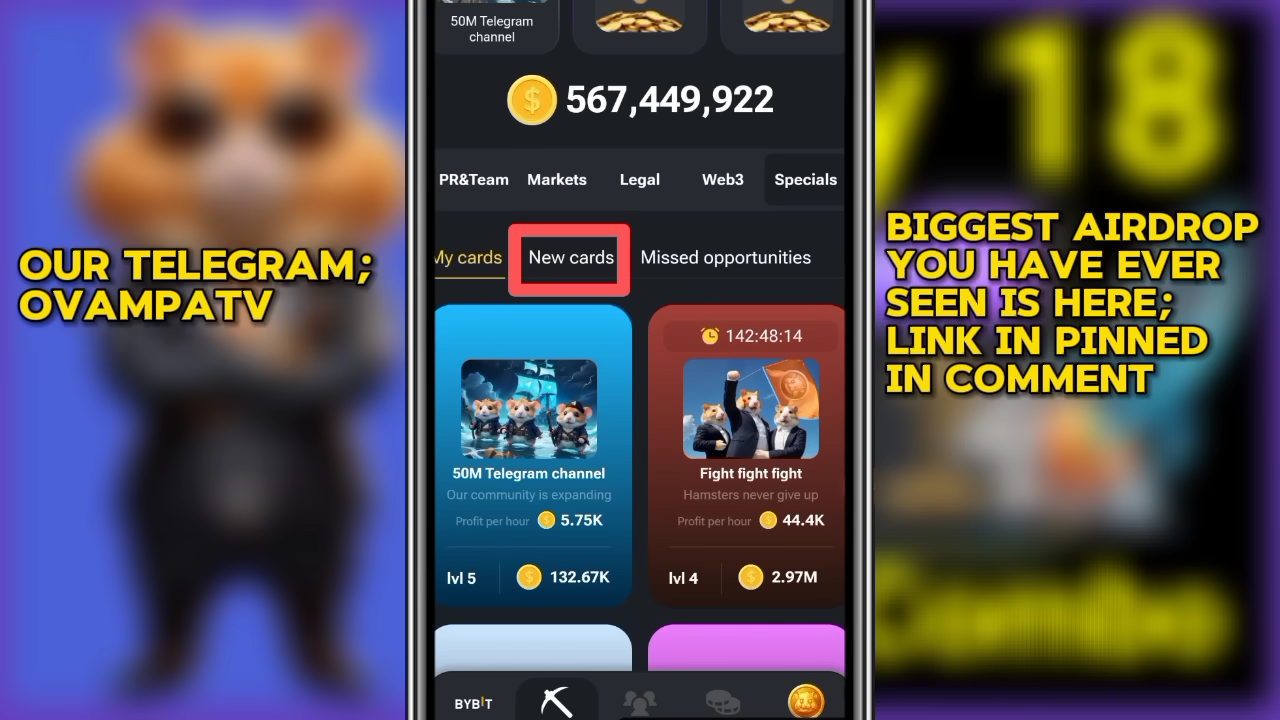 OUR TELEGRAM;
OVAMPATV
50M Telegram
channel
567,449,922
PR&Team Markets Legal Web3 Specials
My cards New cards Missed opportunities
142:48:14
50M Telegram channel
Our community is expanding
Profit per hour 5.75K
lvl 5 132.67K
Fight fight fight
Hamsters never give up
Profit per hour 44.4K
lvl 4 2.97M
BYBIT
BIGGEST AIRDROP
YOU HAVE EVER
SEEN IS HERE;
LINK IN PINNED
IN COMMENT
y 18
Combo